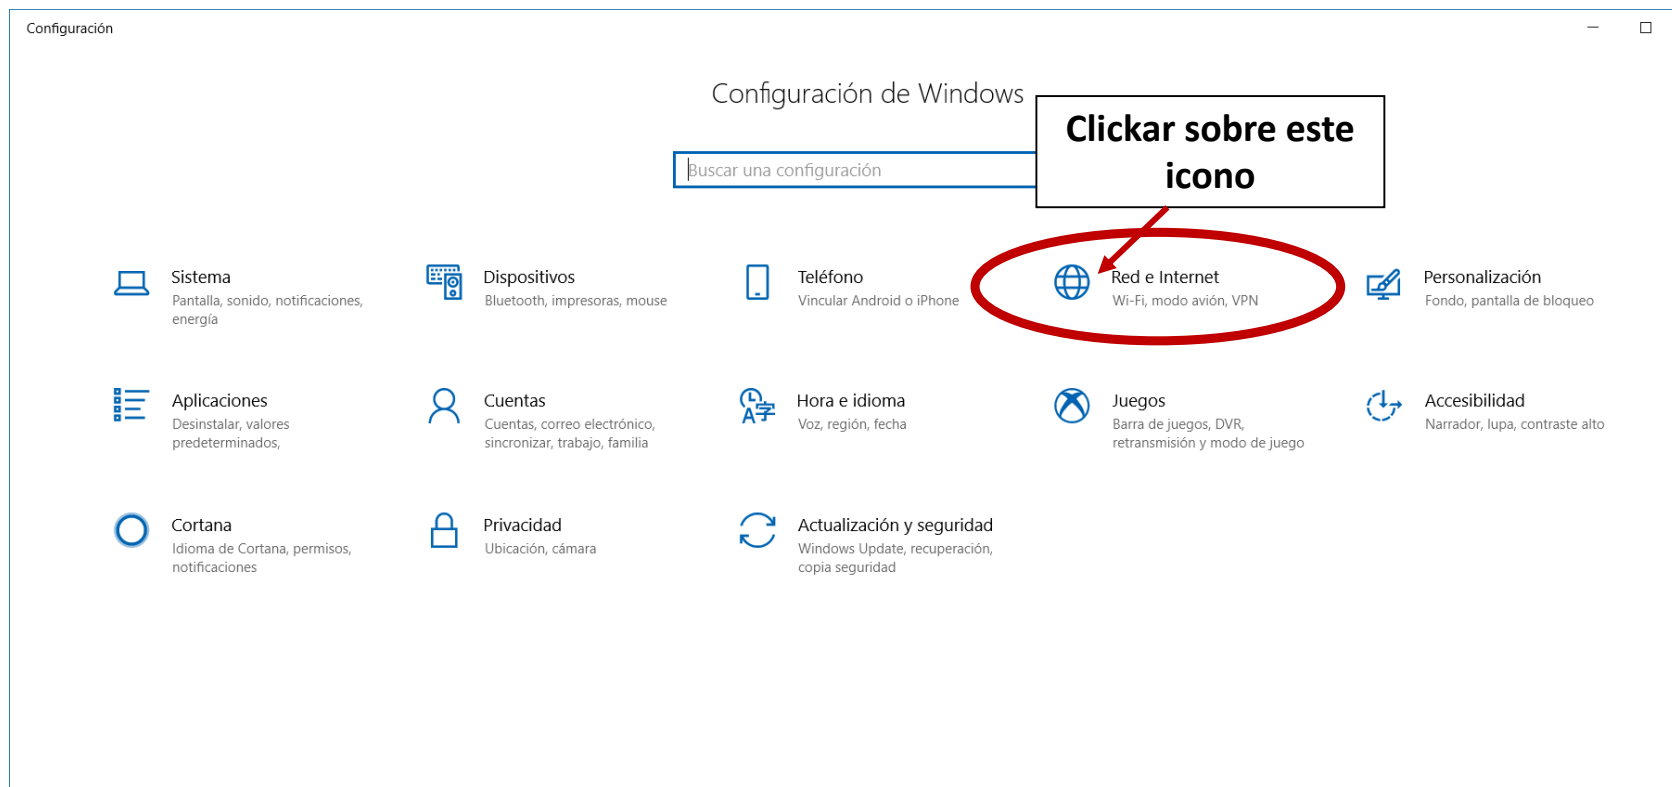 Configuración
Configuración de Windows
Clickar sobre este
icono
Buscar una configuración
Sistema
Pantalla, sonido, notificaciones,
energía
Dispositivos
Bluetooth, impresoras, mouse
Teléfono
Vincular Android o iPhone
Red e Internet
Wi-Fi, modo avión, VPN
Personalización
Fondo, pantalla de bloqueo
Aplicaciones
Desinstalar, valores
predeterminados,
Cuentas
Cuentas, correo electrónico,
sincronizar, trabajo, familia
Hora e idioma
Voz, región, fecha
Juegos
Barra de juegos, DVR,
retransmisión y modo de juego
Accesibilidad
Narrador, lupa, contraste alto
Cortana
Idioma de Cortana, permisos,
notificaciones
Privacidad
Ubicación, cámara
Actualización y seguridad
Windows Update, recuperación,
copia seguridad